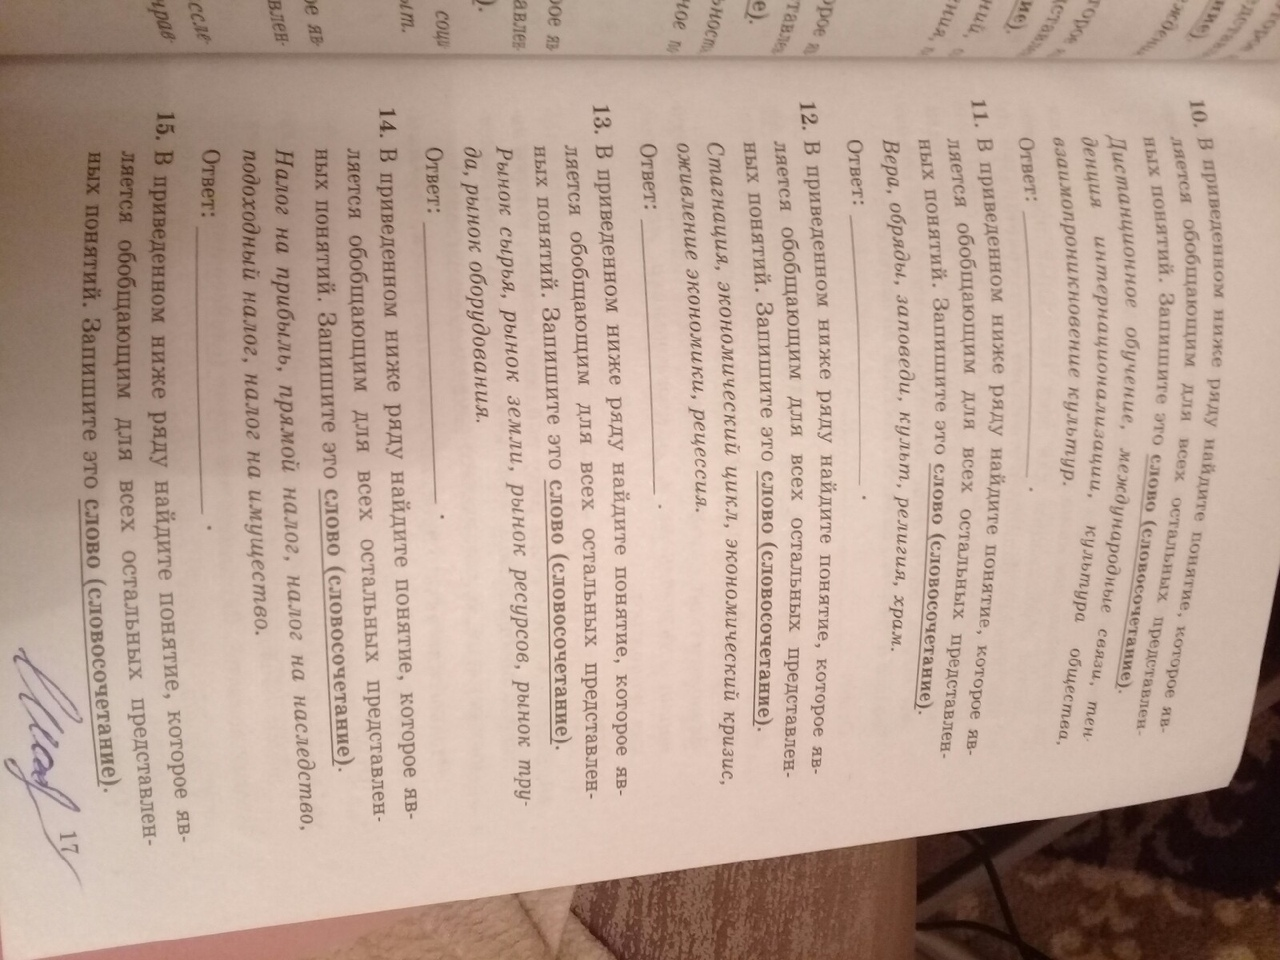 10. В приведенном ниже ряду найдите понятие, которое яв-
ляется обобщающим для всех остальных представлен-
ных понятий. Запишите это слово (словосочетание).
Дистанционное обучение, международные связи, тен-
денция интернационализации, культура общества,
взаимопроникновение культур.
Ответ: ____________________ .
11. В приведенном ниже ряду найдите понятие, которое яв-
ляется обобщающим для всех остальных представлен-
ных понятий. Запишите это слово (словосочетание).
Вера, обряды, заповеди, культ, религия, храм.
Ответ: ____________________ .
12. В приведенном ниже ряду найдите понятие, которое яв-
ляется обобщающим для всех остальных представлен-
ных понятий. Запишите это слово (словосочетание).
Стагнация, экономический цикл, экономический кризис,
оживление экономики, рецессия.
Ответ: ____________________ .
13. В приведенном ниже ряду найдите понятие, которое яв-
ляется обобщающим для всех остальных представлен-
ных понятий. Запишите это слово (словосочетание).
Рынок сырья, рынок земли, рынок ресурсов, рынок тру-
да, рынок оборудования.
Ответ: ____________________ .
14. В приведенном ниже ряду найдите понятие, которое яв-
ляется обобщающим для всех остальных представлен-
ных понятий. Запишите это слово (словосочетание).
Налог на прибыль, прямой налог, налог на наследство,
подоходный налог, налог на имущество.
Ответ: ____________________ .
15. В приведенном ниже ряду найдите понятие, которое яв-
ляется обобщающим для всех остальных представлен-
ных понятий. Запишите это слово (словосочетание).
17